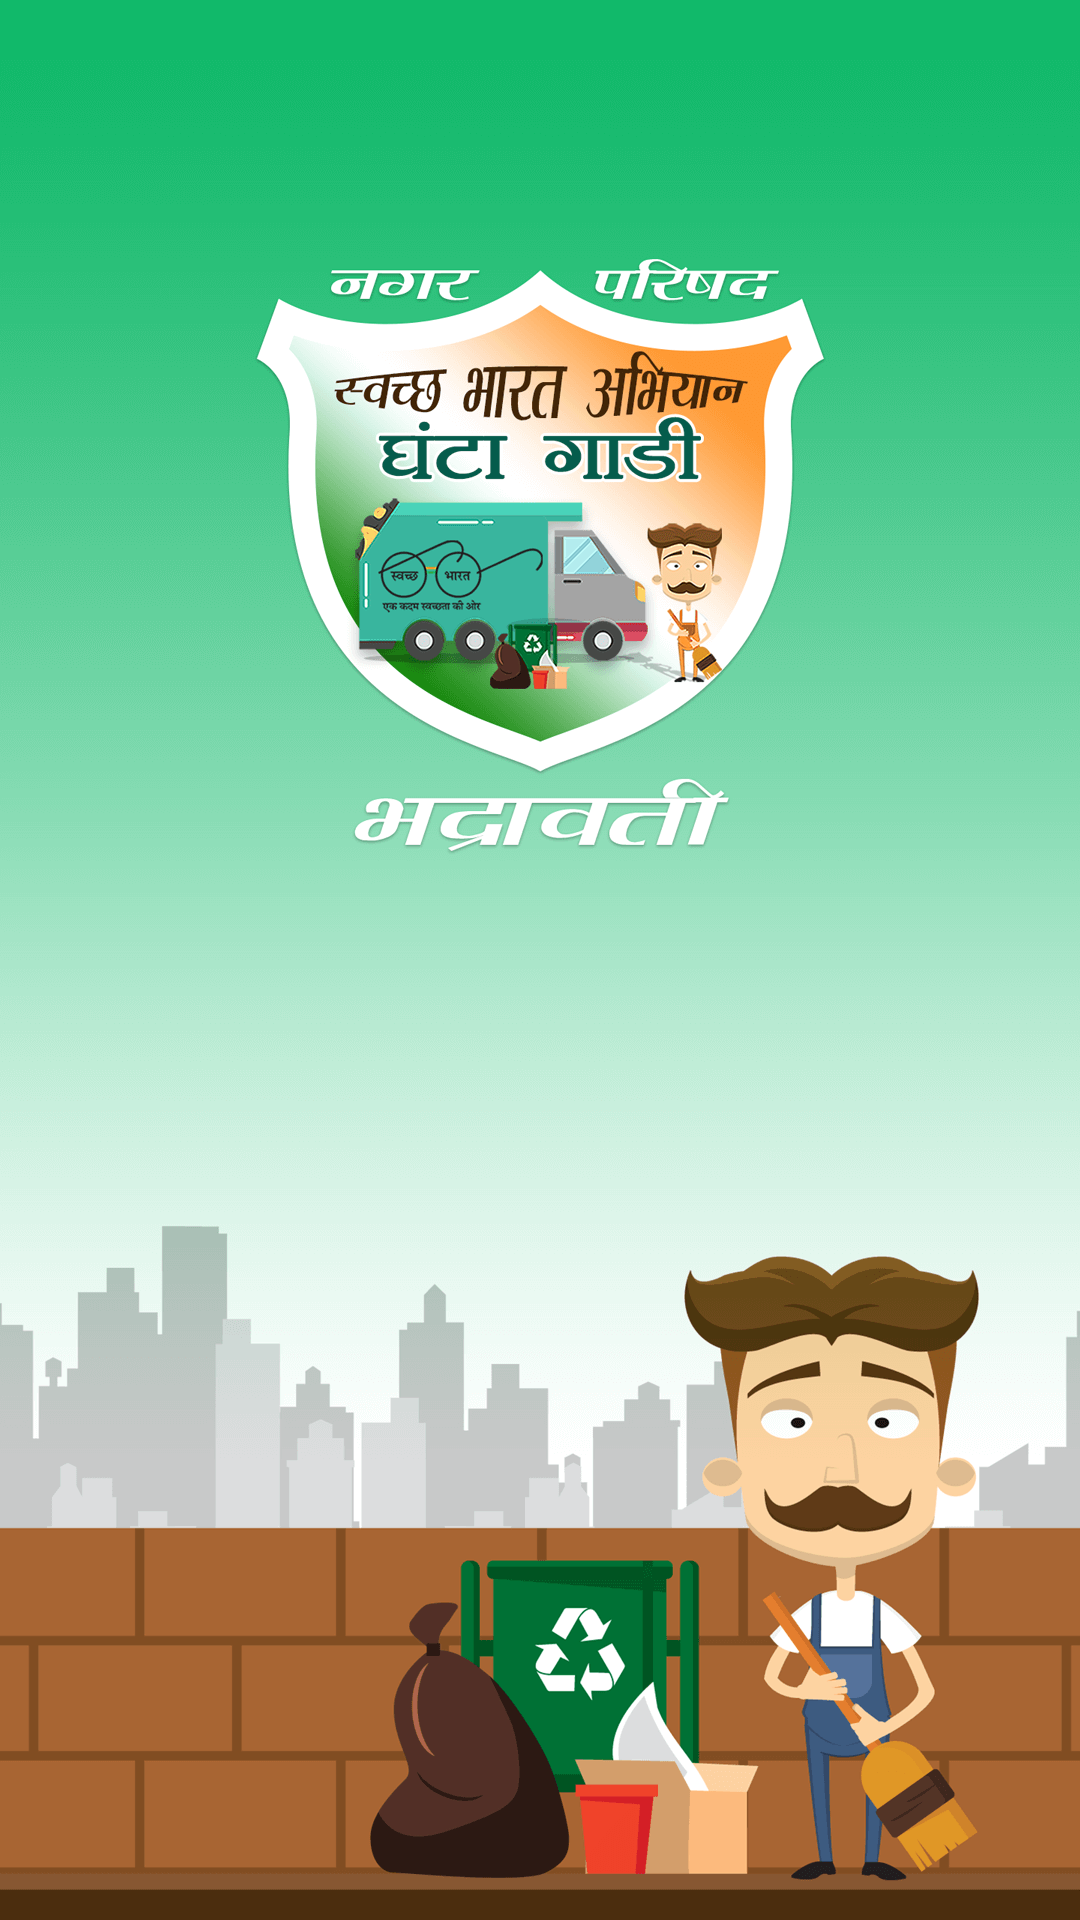 नगर परिषद
स्वच्छ भारत अभियान
घंटा गाडी
स्वच्छ भारत
एक कदम स्वच्छता की ओर
भद्रावती